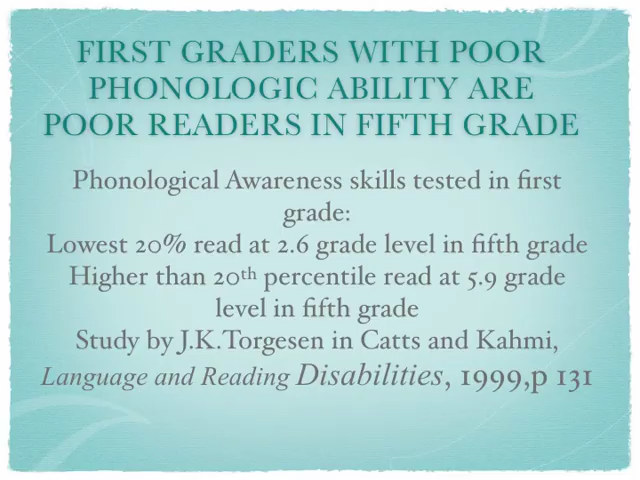 FIRST GRADERS WITH POOR
PHONOLOGIC ABILITY ARE
POOR READERS IN FIFTH GRADE
Phonological Awareness skills tested in first
grade:
Lowest 20% read at 2.6 grade level in fifth grade
Higher than 20th percentile read at 5.9 grade
level in fifth grade
Study by J.K.Torgesen in Catts and Kahmi,
Language and Reading Disabilities, 1999,p 131